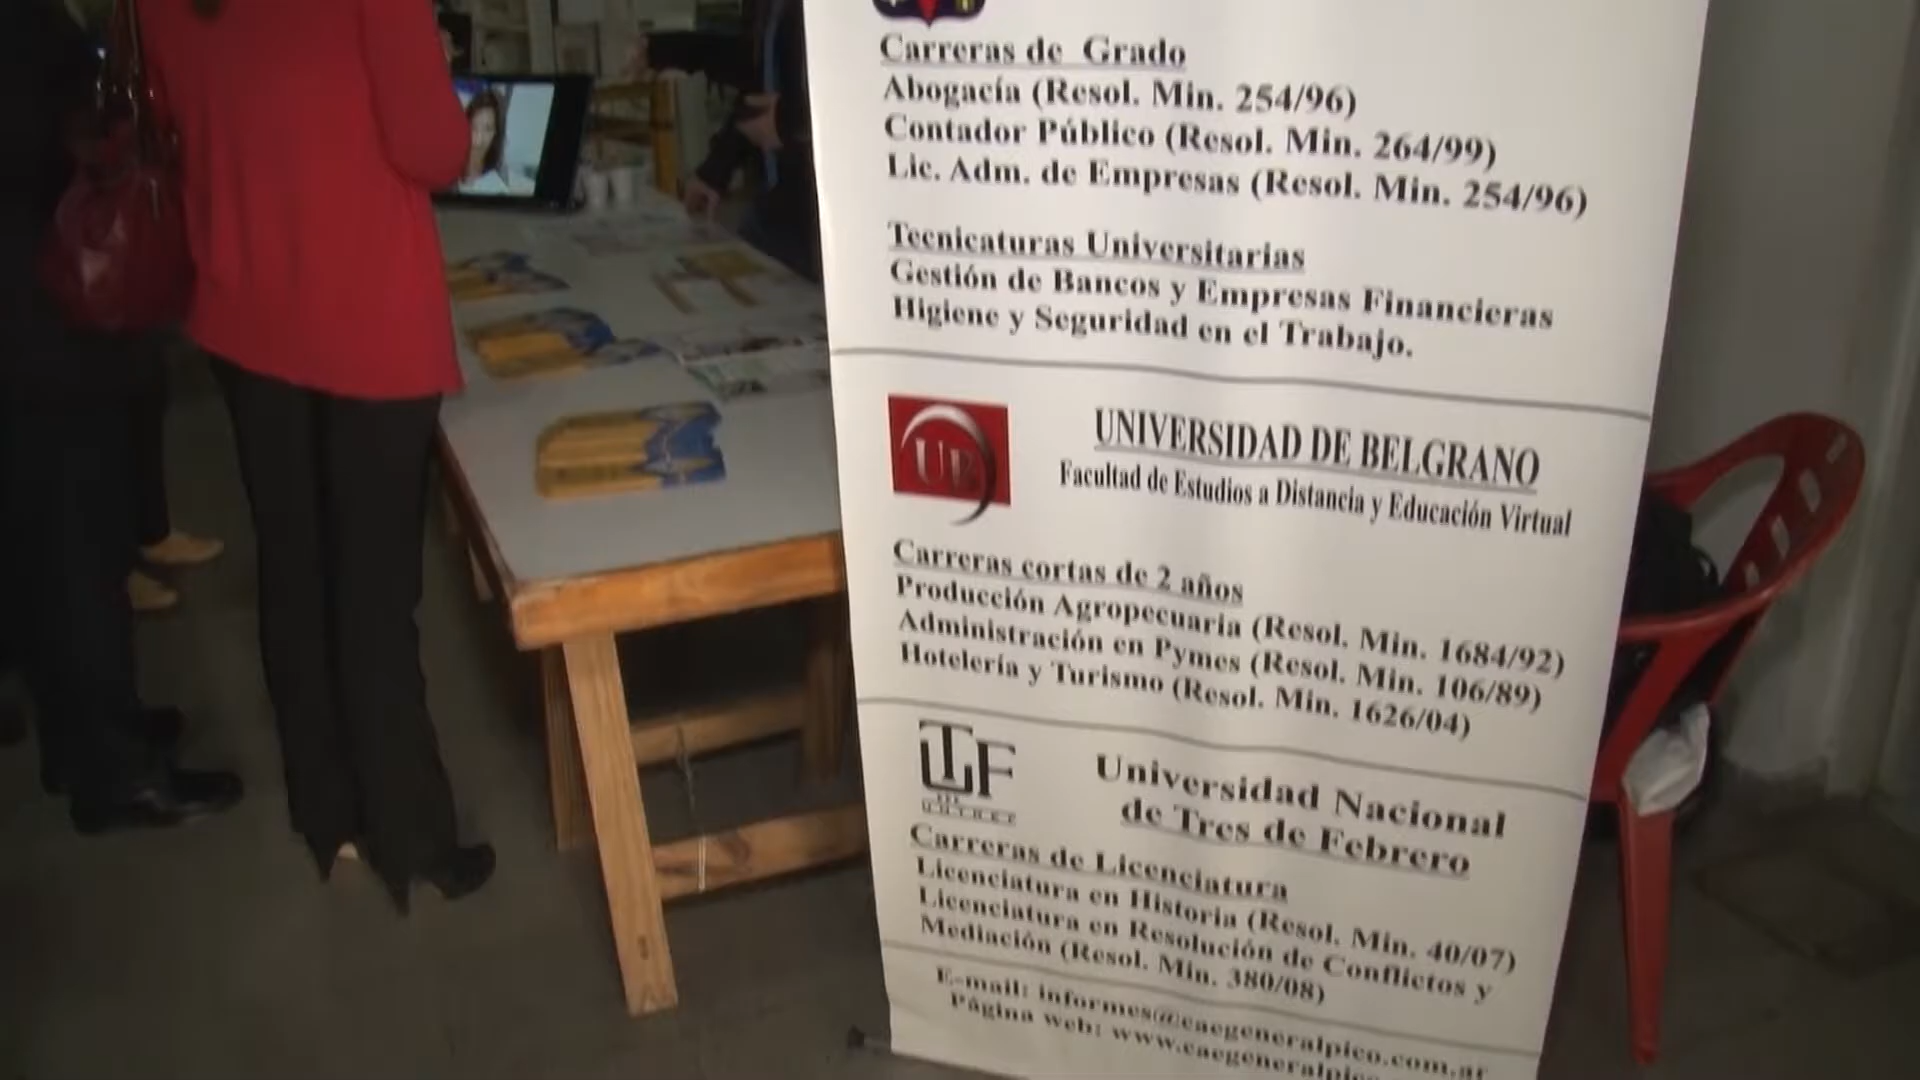 Carreras de Grado
Abogacía (Resol. Min. 254/96)
Contador Público (Resol. Min. 264/99)
Lic. Adm. de Empresas (Resol. Min. 254/96)
Tecnicaturas Universitarias
Gestión de Bancos y Empresas Financieras
Higiene y Seguridad en el Trabajo.
UB
UNIVERSIDAD DE BELGRANO
Facultad de Estudios a Distancia y Educación Virtual
Carreras cortas de 2 años
Producción Agropecuaria (Resol. Min. 1684/92)
Administración en Pymes (Resol. Min. 106/89)
Hotelería y Turismo (Resol. Min. 1626/04)
Universidad Nacional
de Tres de Febrero
Carreras de Licenciatura
Licenciatura en Historia (Resol. Min. 40/07)
Licenciatura en Resolución de Conflictos y
Mediación (Resol. Min. 380/08)
E-mail: informes@caegeneralpico.com.ar
Página web: www.caegeneralpico